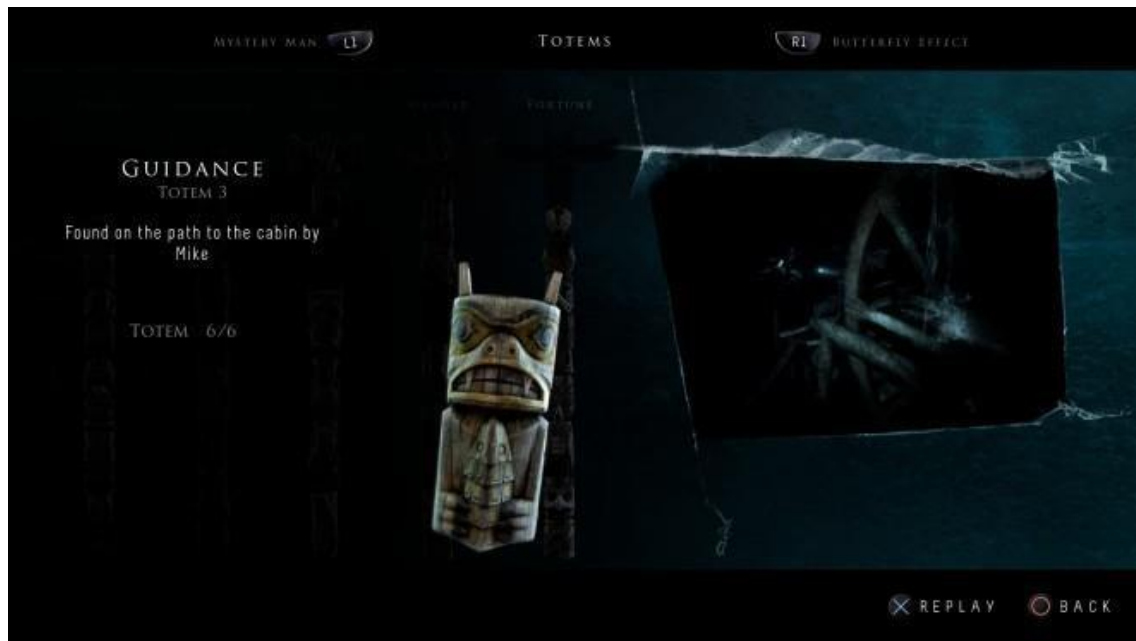 MYSTERY MAN L1 TOTEMS R1 BUTTERFLY EFFECT
FORTUNE
GUIDANCE
TOTEM 3
Found on the path to the cabin by
Mike
TOTEM 6/6
REPLAY BACK